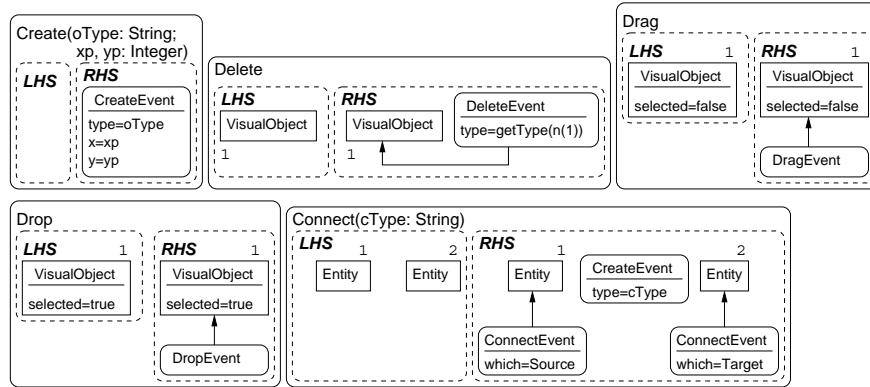 Create(oType: String;
xp, yp: Integer)
LHS
RHS
CreateEvent
type=oType
x=xp
y=yp
Delete
LHS
VisualObject
1
RHS
VisualObject
1
DeleteEvent
type=getType(n(1))
Drag
LHS
1
VisualObject
selected=false
RHS
1
VisualObject
selected=false
DragEvent
Drop
LHS
1
VisualObject
selected=true
RHS
1
VisualObject
selected=true
DropEvent
Connect(cType: String)
LHS
1
Entity
2
Entity
RHS
1
Entity
CreateEvent
type=cType
2
Entity
ConnectEvent
which=Source
ConnectEvent
which=Target